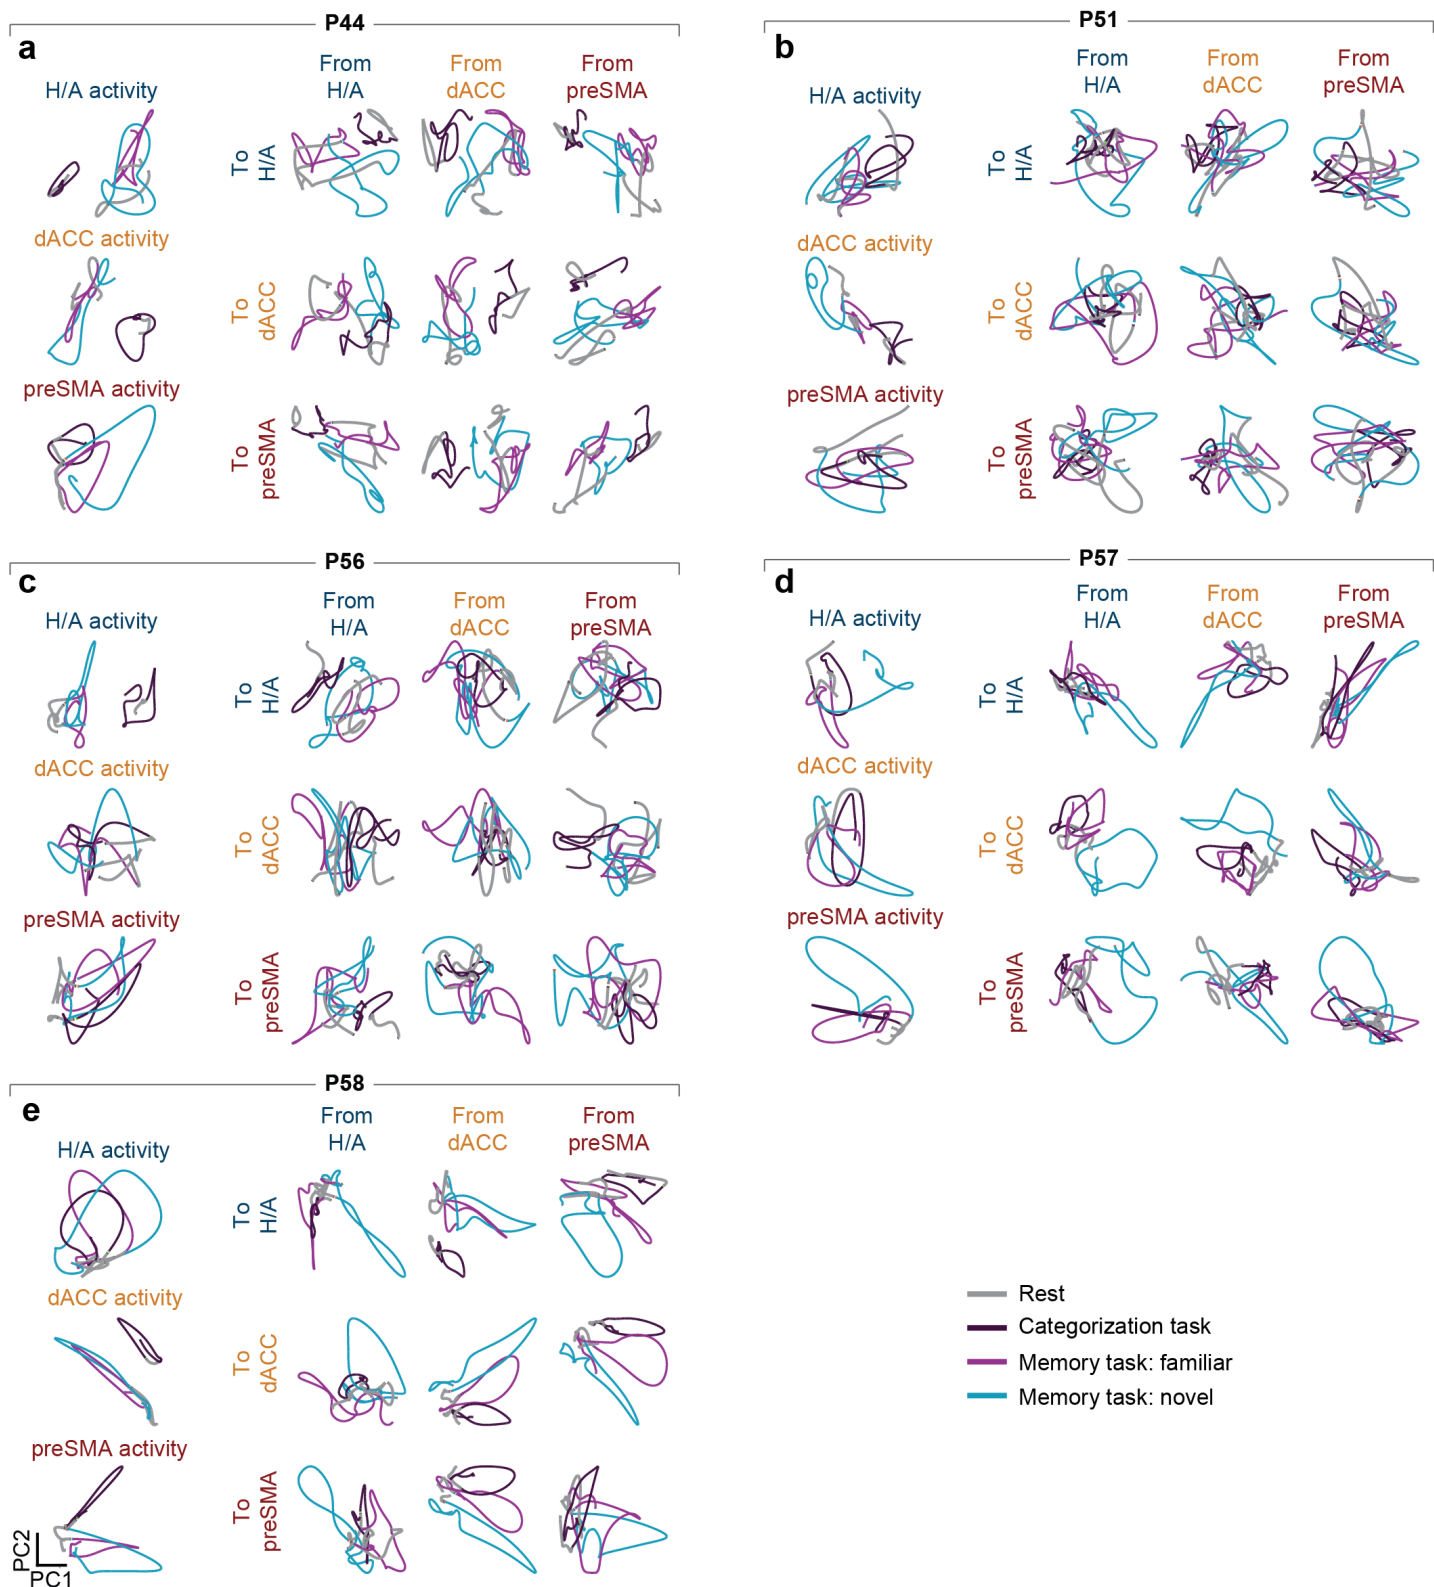 P44
a
H/A activity
From
H/A
From
dACC
From
preSMA
To
H/A
dACC activity
To
dACC
preSMA activity
To
preSMA
P51
b
H/A activity
From
H/A
From
dACC
From
preSMA
To
H/A
dACC activity
To
dACC
preSMA activity
To
preSMA
P56
c
H/A activity
From
H/A
From
dACC
From
preSMA
To
H/A
dACC activity
To
dACC
preSMA activity
To
preSMA
P57
d
H/A activity
From
H/A
From
dACC
From
preSMA
To
H/A
dACC activity
To
dACC
preSMA activity
To
preSMA
P58
e
H/A activity
From
H/A
From
dACC
From
preSMA
To
H/A
dACC activity
To
dACC
preSMA activity
To
preSMA
PC2
PC1
Rest
Categorization task
Memory task: familiar
Memory task: novel